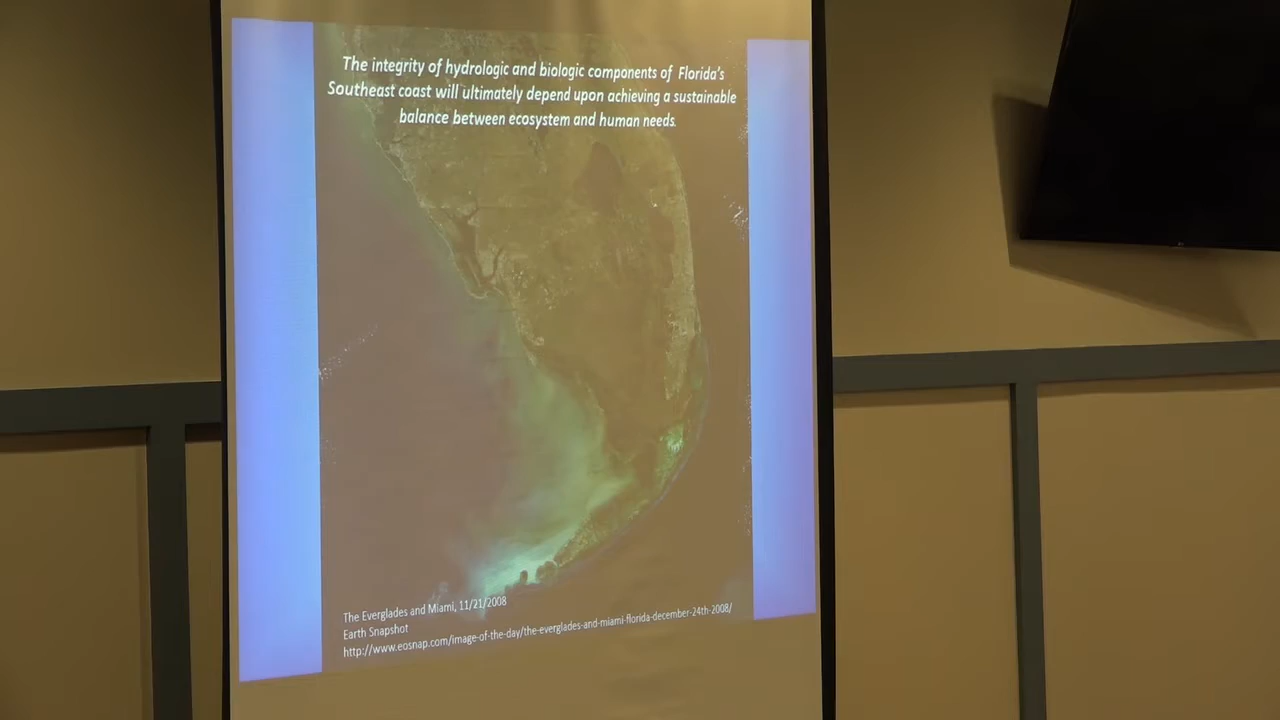 The integrity of hydrologic and biologic components of Florida's
Southeast coast will ultimately depend upon achieving a sustainable
balance between ecosystem and human needs.
The Everglades and Miami, 11/21/2008
Earth Snapshot
http://www.eosnap.com/image-of-the-day/the-everglades-and-miami-florida-december-24th-2008/